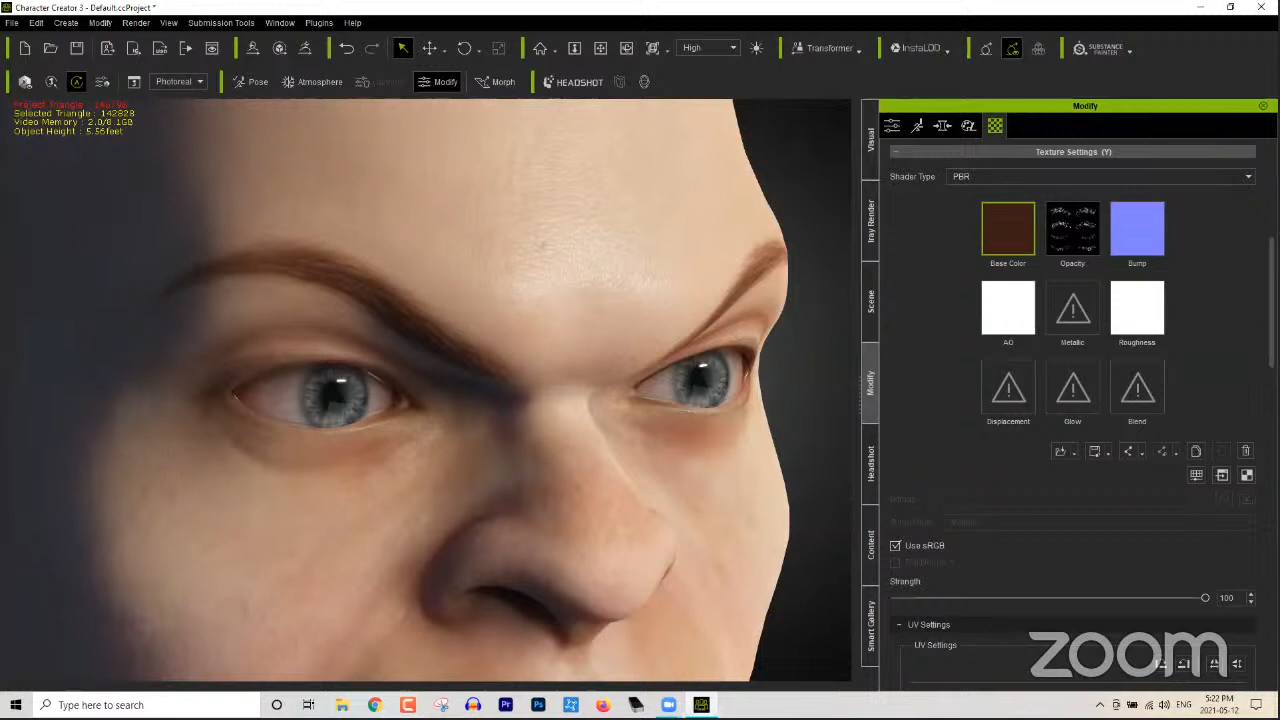 Character Creator 3 - Default.ccProject *
File Edit Create Modify Render View Submission Tools Window Plugins Help
High Transformer InstaLOD SUBSTANCE PAINTER
Photoreal Pose Atmosphere Modify Morph HEADSHOT
Selected Triangle : 142828
Video Memory : 2.0/8.1GB
Object Height : 5.56feet
Visual
Iray Render
Scene
Modify
Headshot
Content
Smart Gallery
Modify
Texture Settings (Y)
Shader Type PBR
Base Color Opacity Bump
AO Metallic Roughness
Displacement Glow Blend
Use sRGB
Strength
100
UV Settings
UV Settings
zoom
Type here to search
Pr Ps
ENG
5:22 PM
2021-05-12